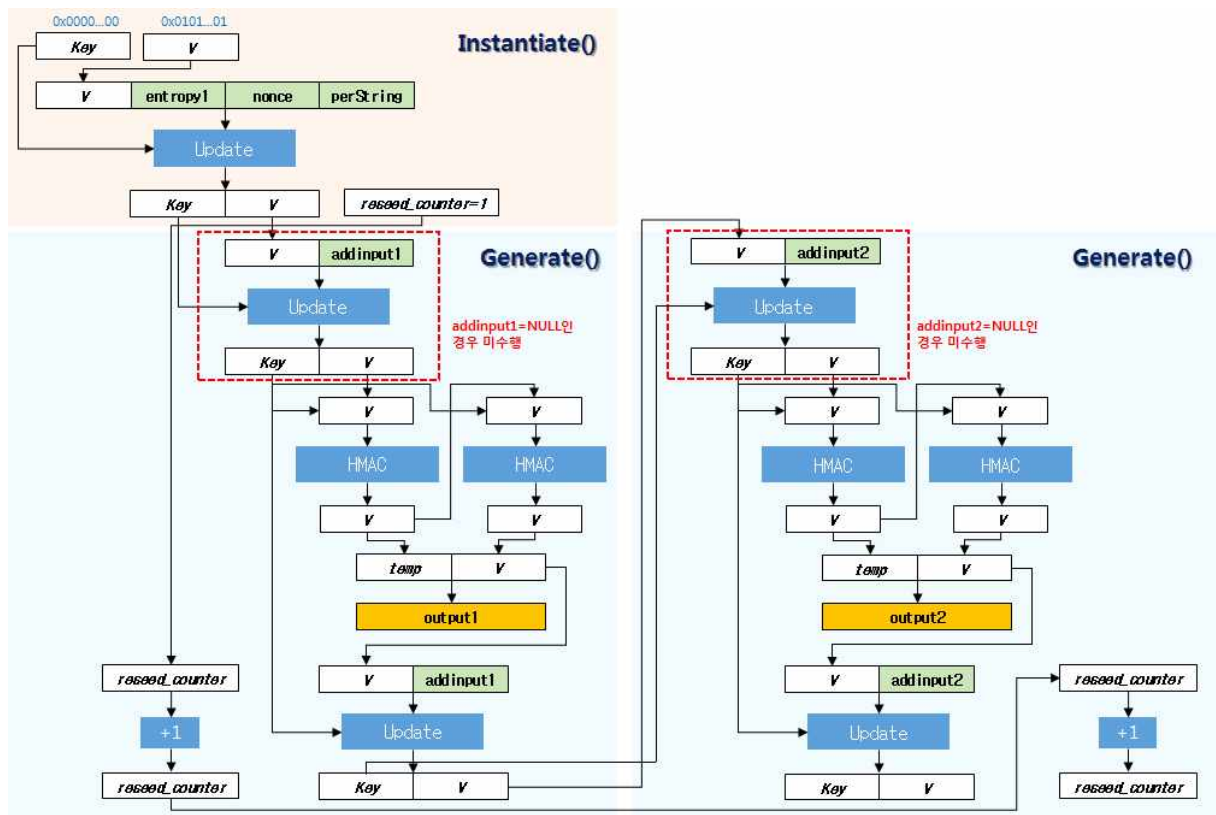 0x0000...00 0x0101...01
Key V
Instantiate()
V entropy1 nonce perString
Update
Key V reseed_counter=1
Generate()
V addinput1
Update
addinput1=NULL인
경우 미수행
Key V
V V
HMAC HMAC
V V
temp V
output1
reseed_counter
V addinput1
+1
Update
reseed_counter
Key V
Generate()
V addinput2
Update
addinput2=NULL인
경우 미수행
Key V
V V
HMAC HMAC
V V
temp V
output2
V addinput2
reseed_counter
Update
+1
Key V
reseed_counter